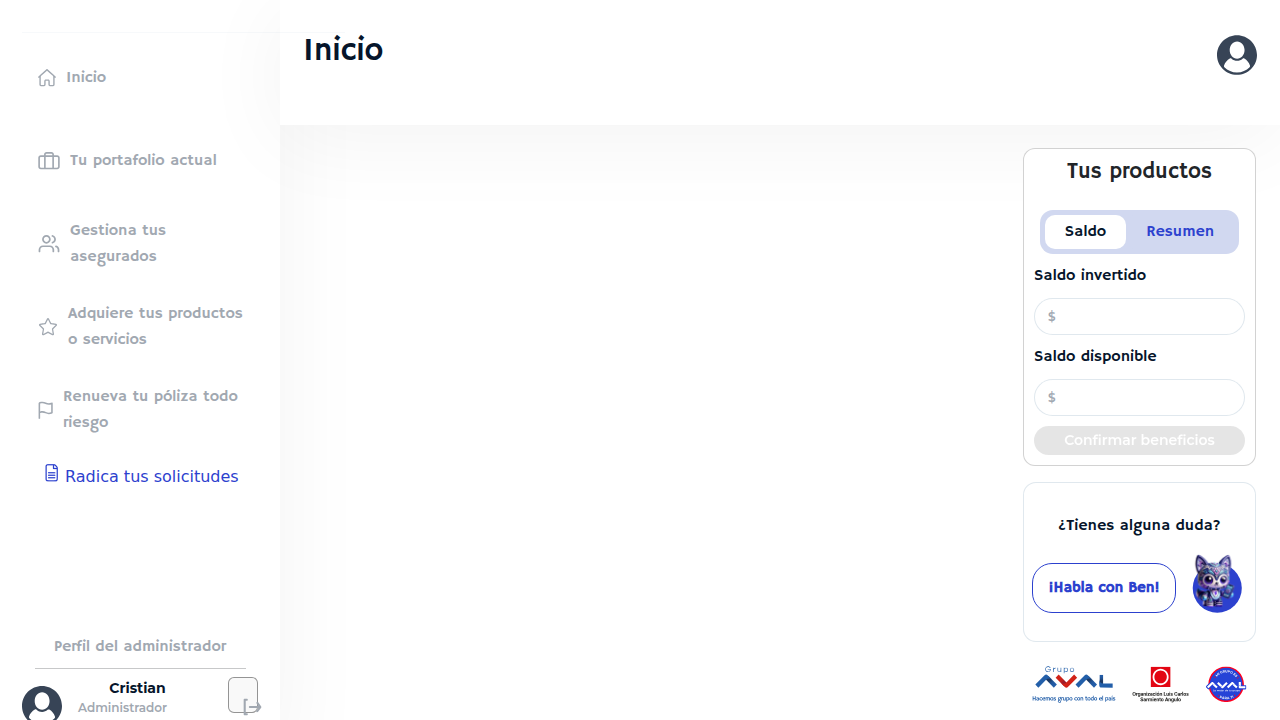 Inicio
Tu portafolio actual
Gestiona tus
asegurados
Adquiere tus productos
o servicios
Renueva tu póliza todo
riesgo
Radica tus solicitudes
Perfil del administrador
Cristian
Administrador
Inicio
Tus productos
Saldo
Resumen
Saldo invertido
$
Saldo disponible
$
Confirmar beneficios
¿Tienes alguna duda?
¡Habla con Ben!
Grupo
AVAL
Hacemos grupo con todo el país
Organización Luis Carlos
Sarmiento Angulo
AVAL